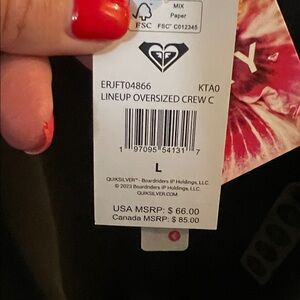 MIX
Paper
FSC
FSC® C012345
Y
ERJFT04866 KTA0
LINEUP OVERSIZED CREW C
1 97095 54131 7
L
QUIKSILVER™ - Boardriders IP Holdings, LLC.
© 2023 Boardriders IP Holdings, LLC.
QUIKSILVER.COM
USA MSRP: $ 66.00
Canada MSRP: $ 85.00